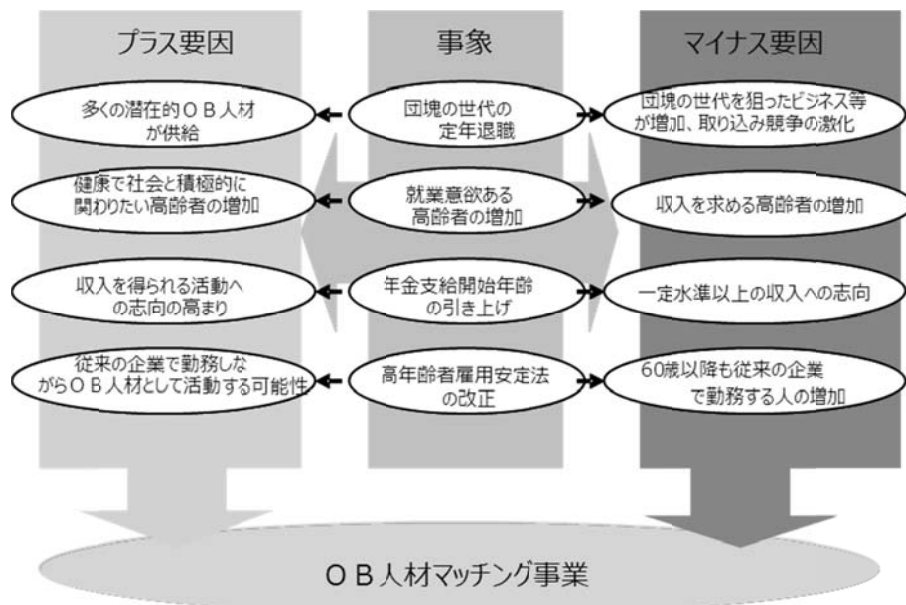 プラス要因
事象
マイナス要因
多くの潜在的ＯＢ人材
が供給
団塊の世代の
定年退職
団塊の世代を狙ったビジネス等
が増加、取り込み競争の激化
健康で社会と積極的に
関わりたい高齢者の増加
就業意欲ある
高齢者の増加
収入を求める高齢者の増加
収入を得られる活動へ
の志向の高まり
年金支給開始年齢
の引き上げ
一定水準以上の収入への志向
従来の企業で勤務しな
がらＯＢ人材として活動する可能性
高年齢者雇用安定法
の改正
60歳以降も従来の企業
で勤務する人の増加
ＯＢ人材マッチング事業